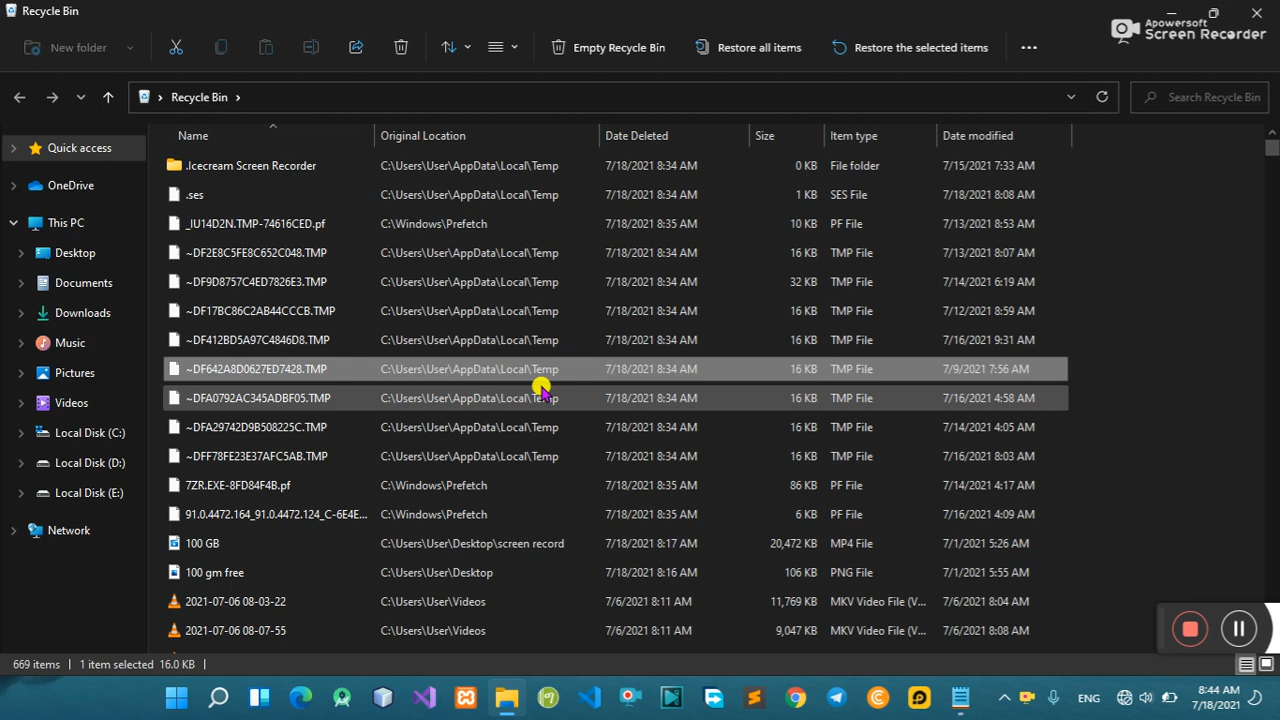 Recycle Bin
Apowersoft
Screen Recorder
New folder
Empty Recycle Bin
Restore all items
Restore the selected items
Recycle Bin
Search Recycle Bin
Name Original Location Date Deleted Size Item type Date modified
Quick access
OneDrive
This PC
Desktop
Documents
Downloads
Music
Pictures
Videos
Local Disk (C:)
Local Disk (D:)
Local Disk (E:)
Network
.Icecream Screen Recorder C:\Users\User\AppData\Local\Temp 7/18/2021 8:34 AM 0 KB File folder 7/15/2021 7:33 AM
.ses C:\Users\User\AppData\Local\Temp 7/18/2021 8:34 AM 1 KB SES File 7/18/2021 8:08 AM
_IU14D2N.TMP-74616CED.pf C:\Windows\Prefetch 7/18/2021 8:35 AM 10 KB PF File 7/13/2021 8:53 AM
~DF2E8C5FE8C652C048.TMP C:\Users\User\AppData\Local\Temp 7/18/2021 8:34 AM 16 KB TMP File 7/13/2021 8:07 AM
~DF9D8757C4ED7826E3.TMP C:\Users\User\AppData\Local\Temp 7/18/2021 8:34 AM 32 KB TMP File 7/14/2021 6:19 AM
~DF17BC86C2AB44CCCB.TMP C:\Users\User\AppData\Local\Temp 7/18/2021 8:34 AM 16 KB TMP File 7/12/2021 8:59 AM
~DF412BD5A97C4846D8.TMP C:\Users\User\AppData\Local\Temp 7/18/2021 8:34 AM 16 KB TMP File 7/16/2021 9:31 AM
~DF642A8D0627ED7428.TMP C:\Users\User\AppData\Local\Temp 7/18/2021 8:34 AM 16 KB TMP File 7/9/2021 7:56 AM
~DFA0792AC345ADBF05.TMP C:\Users\User\AppData\Local\Temp 7/18/2021 8:34 AM 16 KB TMP File 7/16/2021 4:58 AM
~DFA29742D9B508225C.TMP C:\Users\User\AppData\Local\Temp 7/18/2021 8:34 AM 16 KB TMP File 7/14/2021 4:05 AM
~DFF78FE23E37AFC5AB.TMP C:\Users\User\AppData\Local\Temp 7/18/2021 8:34 AM 16 KB TMP File 7/16/2021 8:03 AM
7ZR.EXE-8FD84F4B.pf C:\Windows\Prefetch 7/18/2021 8:35 AM 86 KB PF File 7/14/2021 4:17 AM
91.0.4472.164_91.0.4472.124_C-6E4E... C:\Windows\Prefetch 7/18/2021 8:35 AM 6 KB PF File 7/16/2021 4:09 AM
100 GB C:\Users\User\Desktop\screen record 7/18/2021 8:17 AM 20,472 KB MP4 File 7/1/2021 5:26 AM
100 gm free C:\Users\User\Desktop 7/18/2021 8:16 AM 106 KB PNG File 7/1/2021 5:55 AM
2021-07-06 08-03-22 C:\Users\User\Videos 7/6/2021 8:11 AM 11,769 KB MKV Video File (V... 7/6/2021 8:04 AM
2021-07-06 08-07-55 C:\Users\User\Videos 7/6/2021 8:11 AM 9,047 KB MKV Video File (V... 7/6/2021 8:08 AM
669 items 1 item selected 16.0 KB
ENG
8:44 AM
7/18/2021